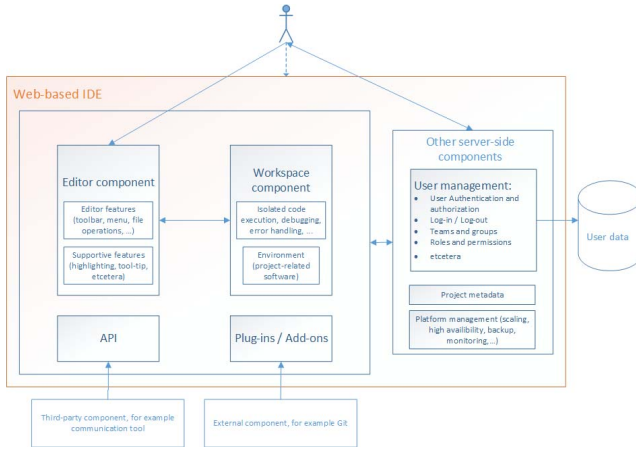 Web-based IDE
Editor component
Editor features
(toolbar, menu, file
operations, ...)
Supportive features
(highlighting, tool-tip,
etcetera)
Workspace
component
Isolated code
execution, debugging,
error handling, ...
Environment
(project-related
software)
API
Plug-ins / Add-ons
Other server-side
components
User management:
• User Authentication and
authorization
• Log-in / Log-out
• Teams and groups
• Roles and permissions
• etcetera
Project metadata
Platform management (scaling,
high availibility, backup,
monitoring,...)
User data
Third-party component, for example
communication tool
External component, for example Git